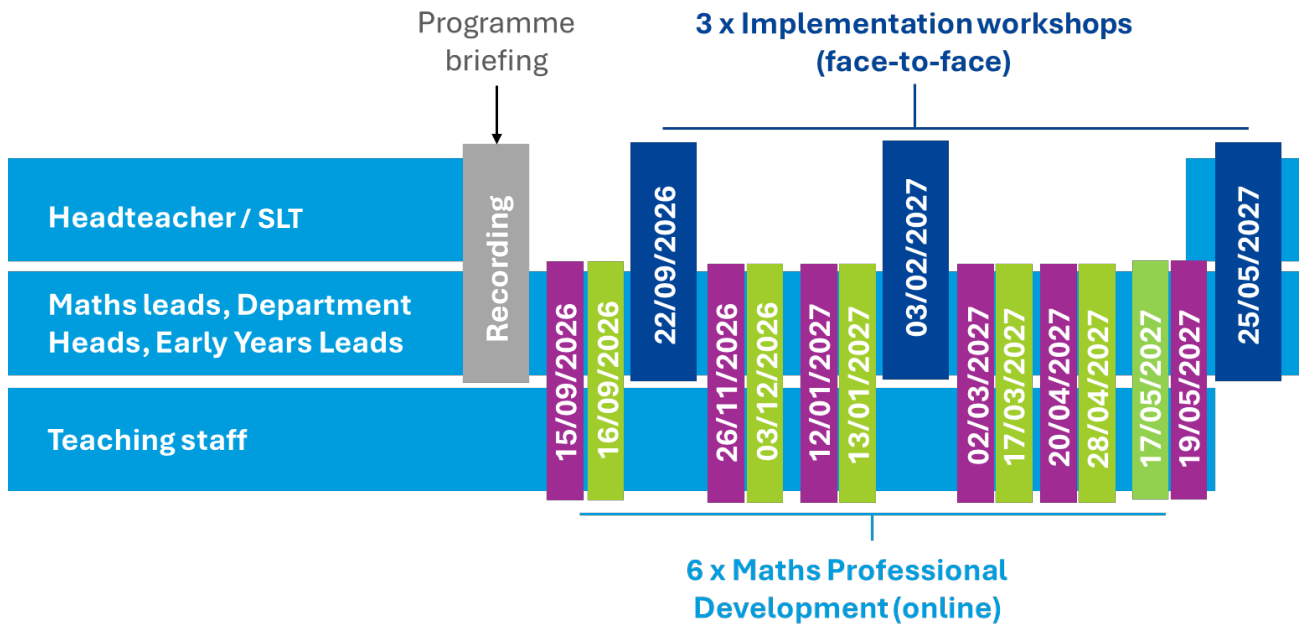 Programme
briefing
3 x Implementation workshops
(face-to-face)
Headteacher / SLT
Maths leads, Department
Heads, Early Years Leads
Teaching staff
Recording
15/09/2026
16/09/2026
22/09/2026
26/11/2026
03/12/2026
12/01/2027
13/01/2027
03/02/2027
02/03/2027
17/03/2027
20/04/2027
28/04/2027
17/05/2027
19/05/2027
25/05/2027
6 x Maths Professional
Development (online)